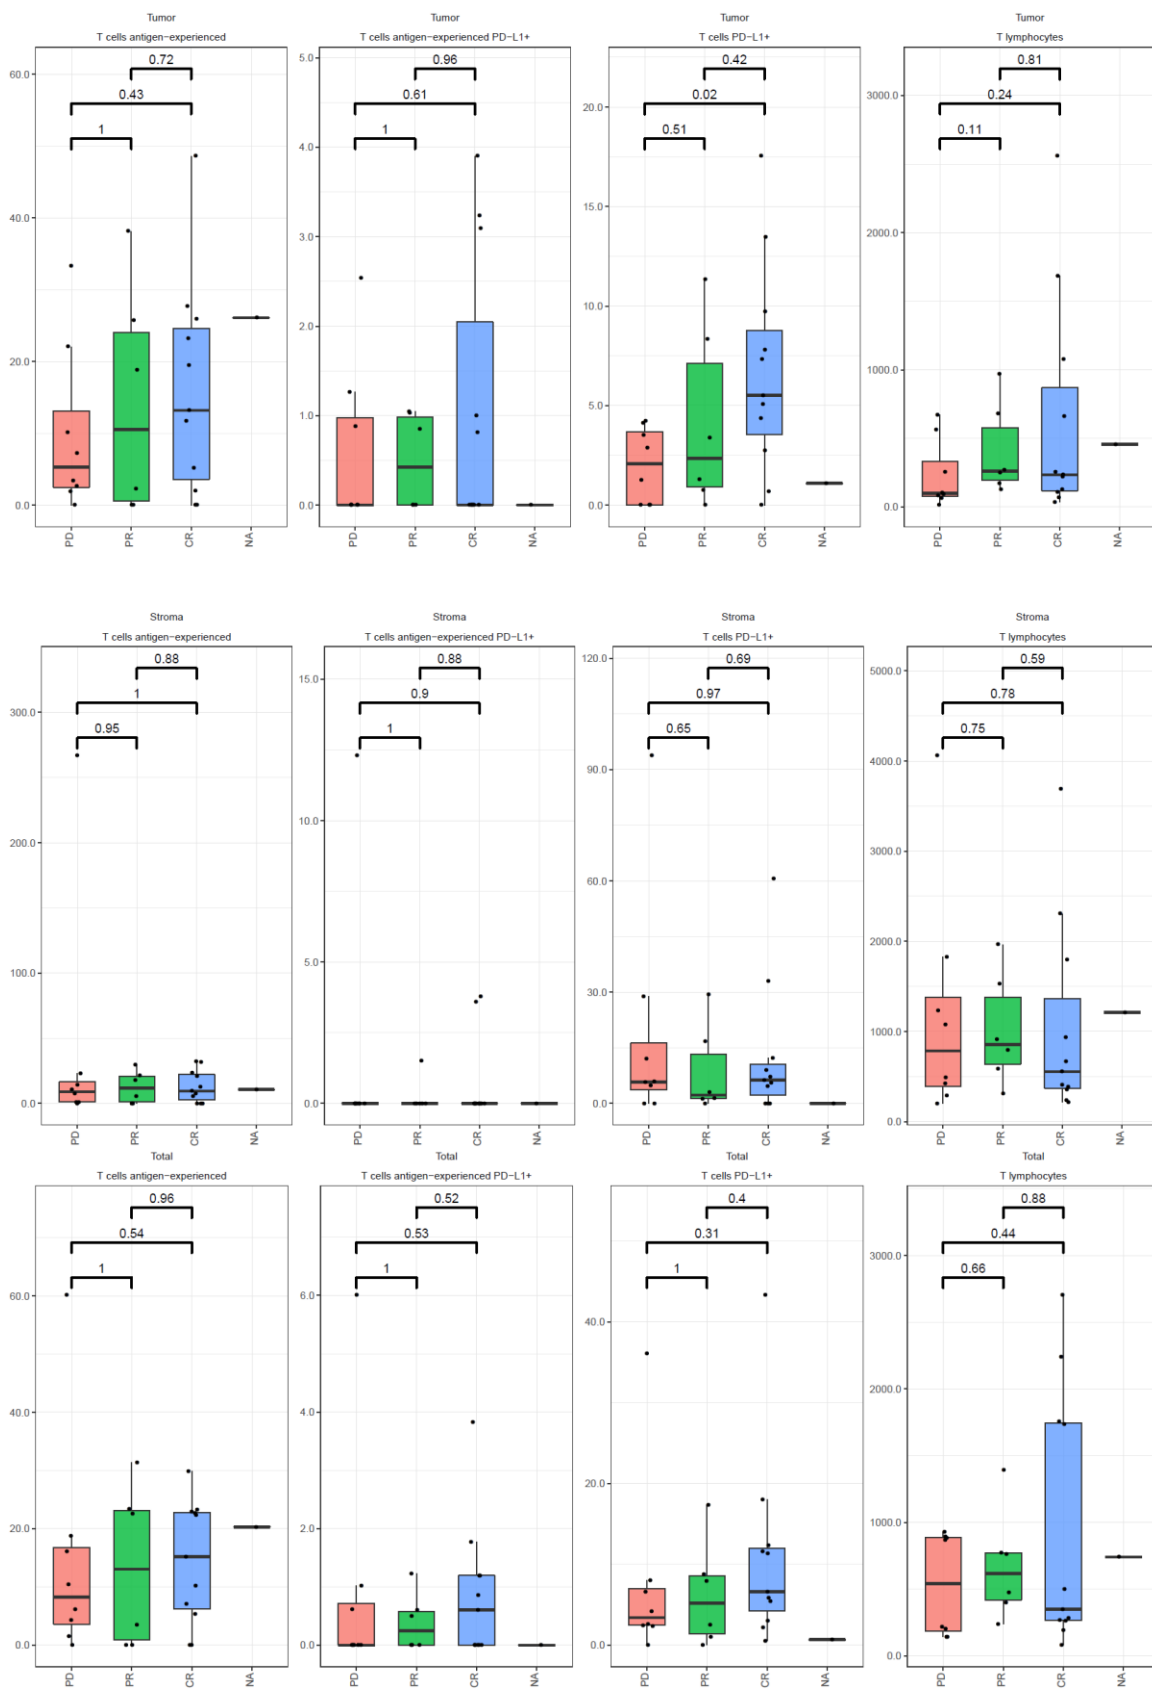 Tumor
T cells antigen−experienced
0.72
0.43
1
60.0
40.0
20.0
0.0
PD
PR
CR
NA
Tumor
T cells antigen−experienced PD−L1+
0.96
0.61
1
5.0
4.0
3.0
2.0
1.0
0.0
PD
PR
CR
NA
Tumor
T cells PD−L1+
0.42
0.02
0.51
20.0
15.0
10.0
5.0
0.0
PD
PR
CR
NA
Tumor
T lymphocytes
0.81
0.24
0.11
3000.0
2000.0
1000.0
0.0
PD
PR
CR
NA
Stroma
T cells antigen−experienced
0.88
1
0.95
300.0
200.0
100.0
0.0
PD
PR
CR
NA
Stroma
T cells antigen−experienced PD−L1+
0.88
0.9
1
15.0
10.0
5.0
0.0
PD
PR
CR
NA
Stroma
T cells PD−L1+
0.69
0.97
0.65
120.0
90.0
60.0
30.0
0.0
PD
PR
CR
NA
Stroma
T lymphocytes
0.59
0.78
0.75
5000.0
4000.0
3000.0
2000.0
1000.0
0.0
PD
PR
CR
NA
Total
T cells antigen−experienced
0.96
0.54
1
60.0
40.0
20.0
0.0
PD
PR
CR
NA
Total
T cells antigen−experienced PD−L1+
0.52
0.53
1
6.0
4.0
2.0
0.0
PD
PR
CR
NA
Total
T cells PD−L1+
0.4
0.31
1
40.0
20.0
0.0
PD
PR
CR
NA
Total
T lymphocytes
0.88
0.44
0.66
3000.0
2000.0
1000.0
0.0
PD
PR
CR
NA